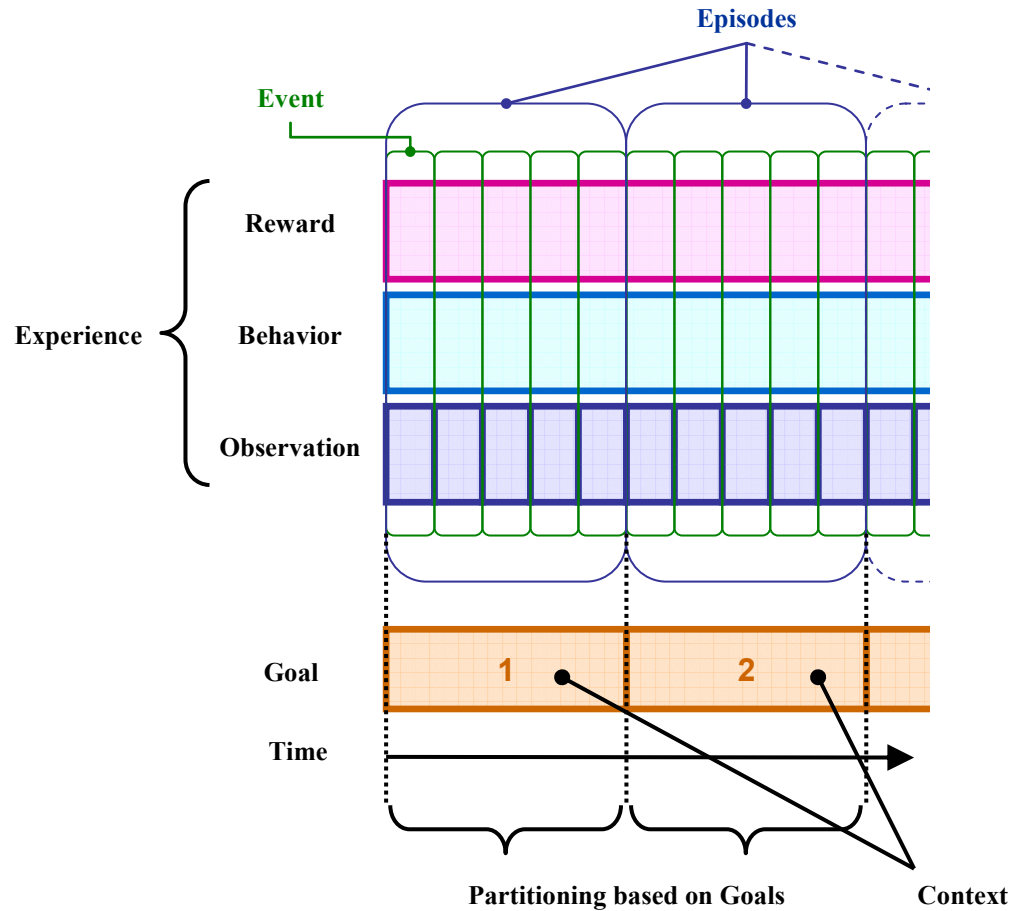 Episodes
Event
Reward
Experience
Behavior
Observation
Goal
1
2
Time
Partitioning based on Goals
Context